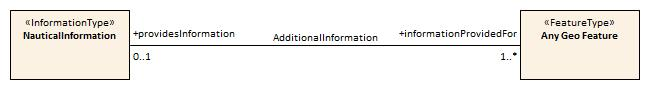 «InformationType»
NauticalInformation
+providesInformation
0..1
AdditionalInformation
+informationProvidedFor
1..*
«FeatureType»
Any Geo Feature